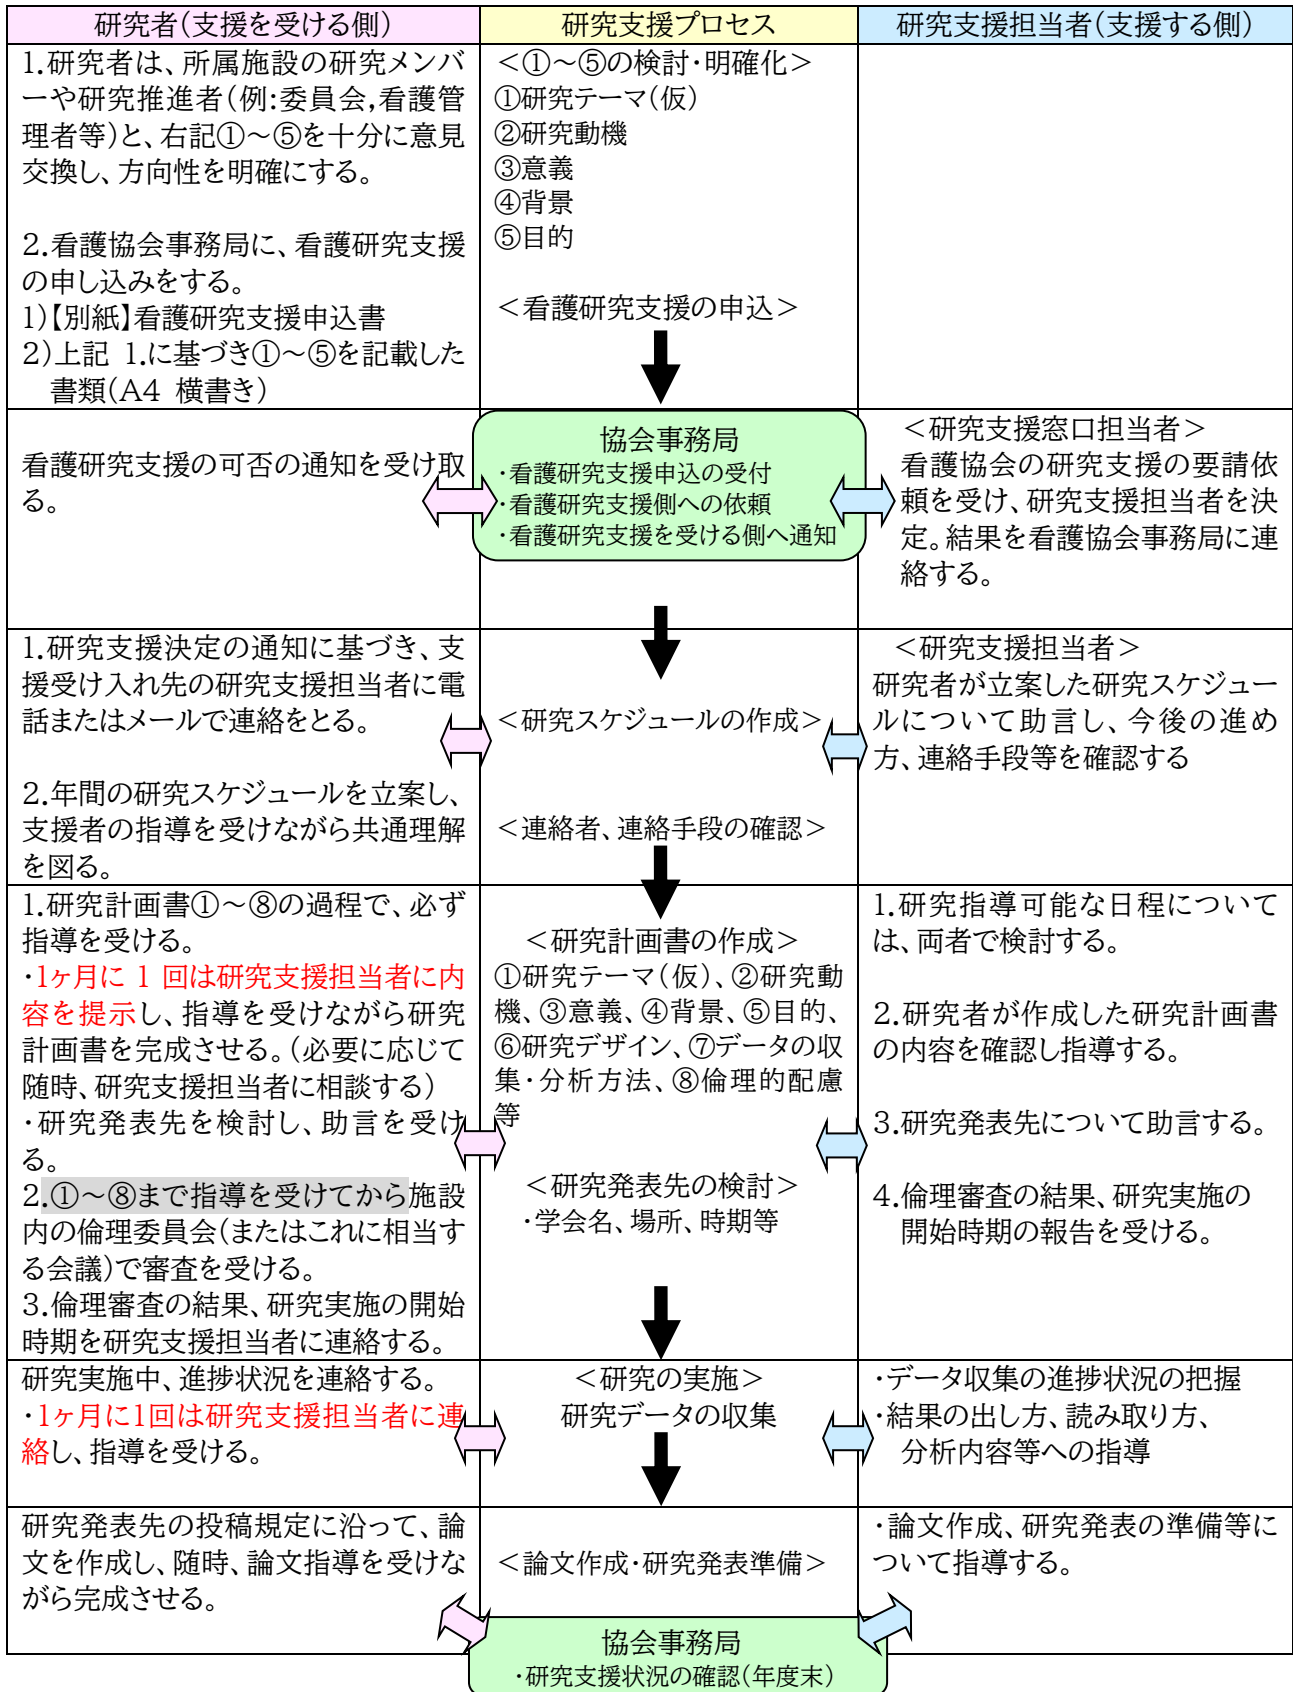 研究者(支援を受ける側)
研究支援プロセス
研究支援担当者(支援する側)
1.研究者は、所属施設の研究メンバ
ーや研究推進者(例:委員会,看護管
理者等)と、右記①～⑤を十分に意見
交換し、方向性を明確にする。
2.看護協会事務局に、看護研究支援
の申し込みをする。
1)【別紙】看護研究支援申込書
2)上記 1.に基づき①～⑤を記載した
書類(A4 横書き)
＜①～⑤の検討・明確化＞
①研究テーマ(仮)
②研究動機
③意義
④背景
⑤目的
＜看護研究支援の申込＞
看護研究支援の可否の通知を受け取
る。
協会事務局
・看護研究支援申込の受付
・看護研究支援側への依頼
・看護研究支援を受ける側へ通知
＜研究支援窓口担当者＞
看護協会の研究支援の要請依
頼を受け、研究支援担当者を決
定。結果を看護協会事務局に連
絡する。
1.研究支援決定の通知に基づき、支
援受け入れ先の研究支援担当者に電
話またはメールで連絡をとる。
2.年間の研究スケジュールを立案し、
支援者の指導を受けながら共通理解
を図る。
＜研究スケジュールの作成＞
＜連絡者、連絡手段の確認＞
＜研究支援担当者＞
研究者が立案した研究スケジュー
ルについて助言し、今後の進め
方、連絡手段等を確認する
1.研究計画書①～⑧の過程で、必ず
指導を受ける。
・1ヶ月に 1 回は研究支援担当者に内
容を提示し、指導を受けながら研究
計画書を完成させる。(必要に応じて
随時、研究支援担当者に相談する)
・研究発表先を検討し、助言を受け
る。
2.①～⑧まで指導を受けてから施設
内の倫理委員会(またはこれに相当す
る会議)で審査を受ける。
3.倫理審査の結果、研究実施の開始
時期を研究支援担当者に連絡する。
＜研究計画書の作成＞
①研究テーマ(仮)、②研究動
機、③意義、④背景、⑤目的、
⑥研究デザイン、⑦データの収
集・分析方法、⑧倫理的配慮
等
＜研究発表先の検討＞
・学会名、場所、時期等
1.研究指導可能な日程について
は、両者で検討する。
2.研究者が作成した研究計画書
の内容を確認し指導する。
3.研究発表先について助言する。
4.倫理審査の結果、研究実施の
開始時期の報告を受ける。
研究実施中、進捗状況を連絡する。
・1ヶ月に1回は研究支援担当者に連
絡し、指導を受ける。
＜研究の実施＞
研究データの収集
・データ収集の進捗状況の把握
・結果の出し方、読み取り方、
分析内容等への指導
研究発表先の投稿規定に沿って、論
文を作成し、随時、論文指導を受けな
がら完成させる。
＜論文作成・研究発表準備＞
・論文作成、研究発表の準備等に
ついて指導する。
協会事務局
・研究支援状況の確認(年度末)